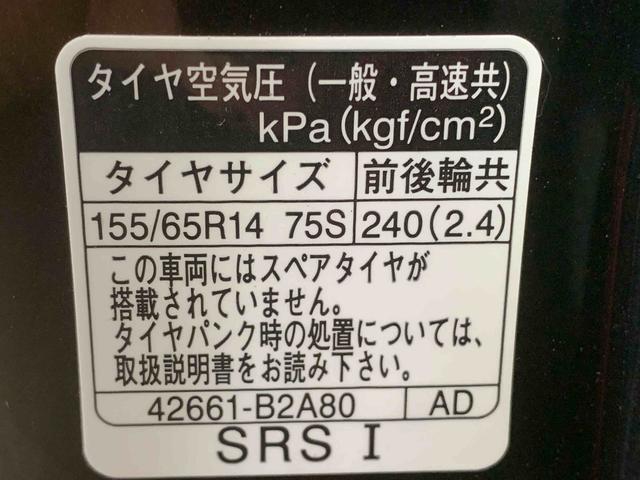 タイヤ空気圧（一般・高速共）
kPa(kgf/cm²)
タイヤサイズ 前後輪共
155/65R14 75S 240(2.4)
この車両にはスペアタイヤが
搭載されていません。
タイヤパンク時の処置については、
取扱説明書をお読み下さい。
42661-B2A80 AD
SRS I